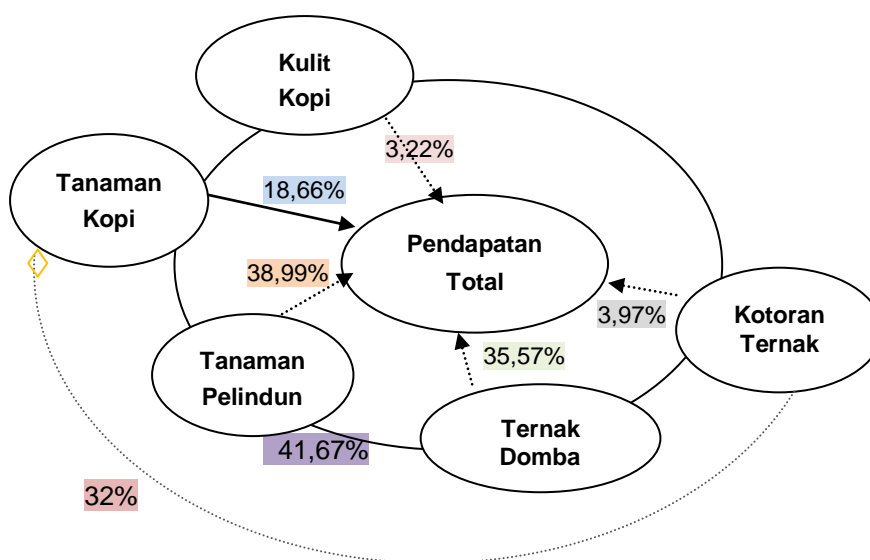 Kulit
Kopi
3,22%
Tanaman
Kopi
18,66%
Pendapatan
Total
38,99%
3,97%
Kotoran
Ternak
Tanaman
Pelindun
35,57%
Ternak
Domba
41,67%
32%